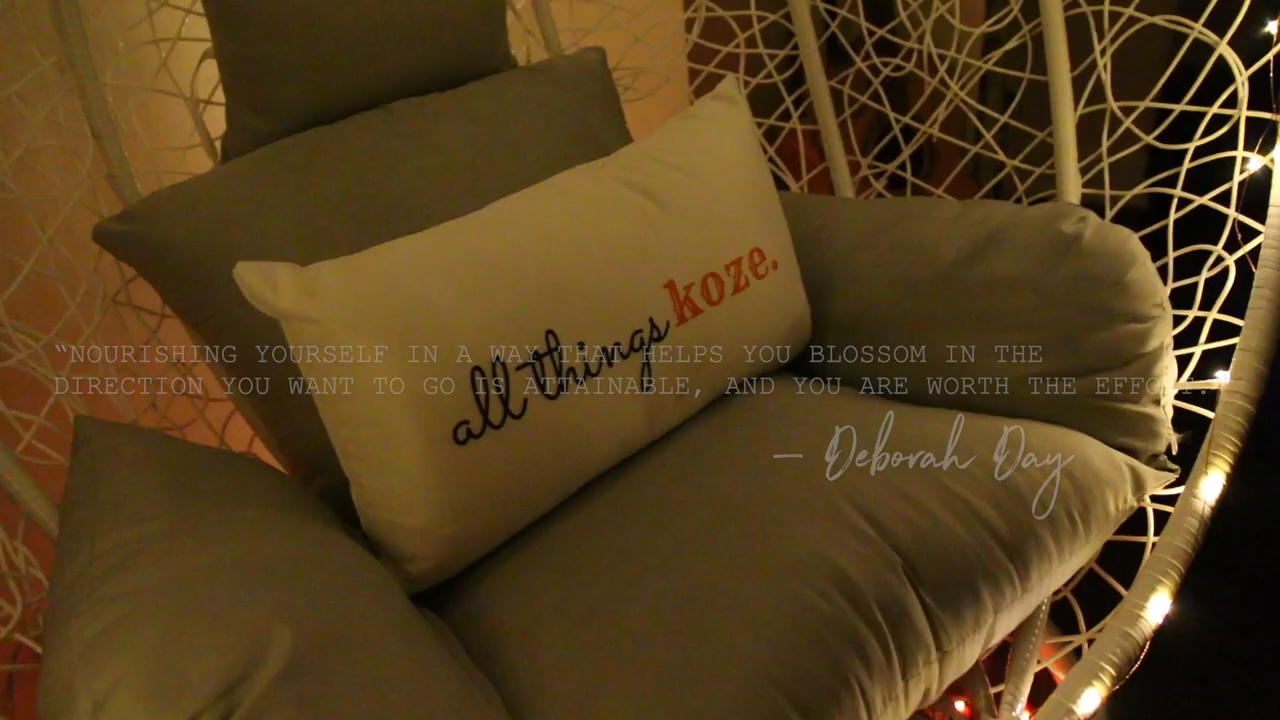 all things koze.
“NOURISHING YOURSELF IN A WAY THAT HELPS YOU BLOSSOM IN THE
DIRECTION YOU WANT TO GO IS ATTAINABLE, AND YOU ARE WORTH THE EFFORT.”
— Deborah Day